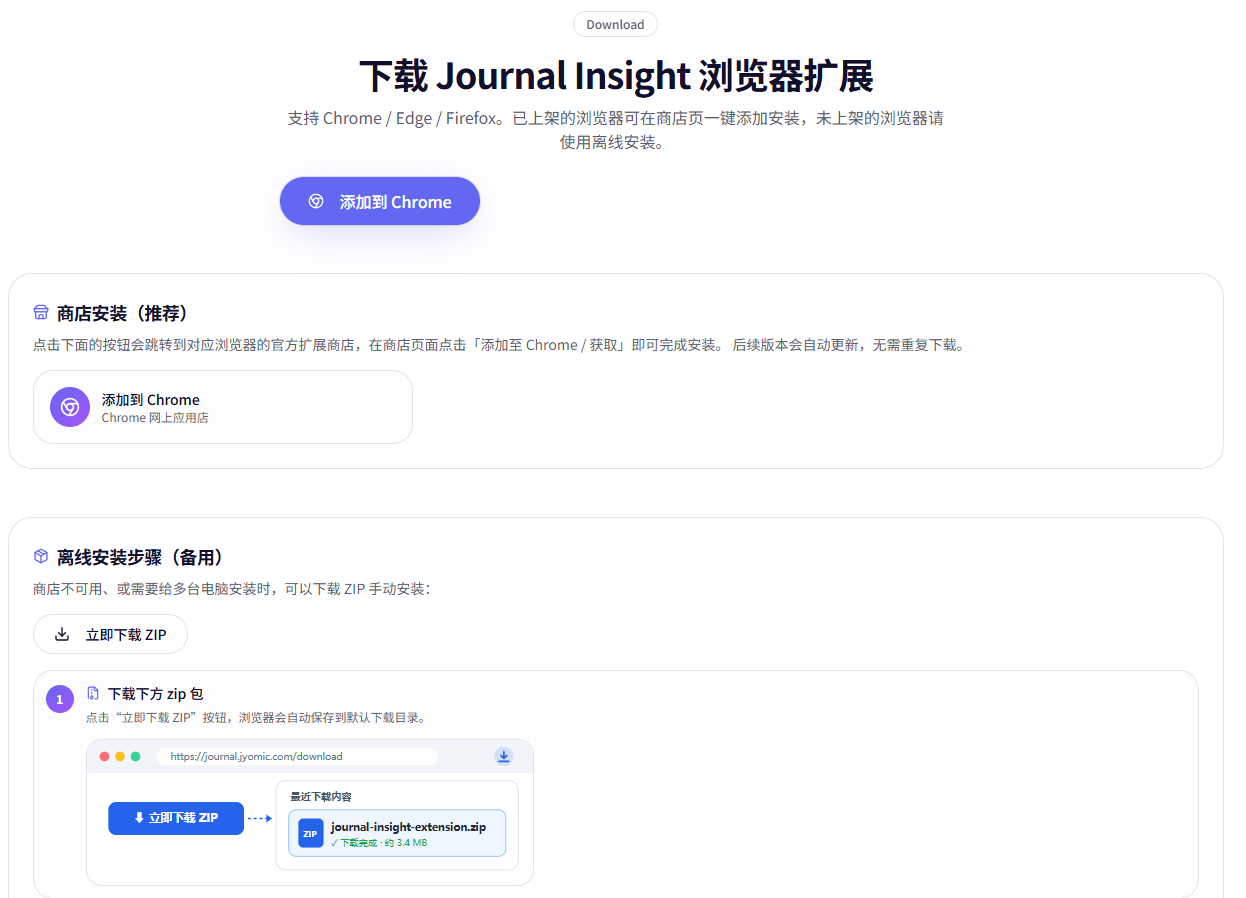 Download
下载 Journal Insight 浏览器扩展
支持 Chrome / Edge / Firefox。已上架的浏览器可在商店页一键添加安装，未上架的浏览器请
使用离线安装。
添加到 Chrome
商店安装（推荐）
点击下面的按钮会跳转到对应浏览器的官方扩展商店，在商店页面点击「添加至 Chrome / 获取」即可完成安装。 后续版本会自动更新，无需重复下载。
添加到 Chrome
Chrome 网上应用店
离线安装步骤（备用）
商店不可用、或需要给多台电脑安装时，可以下载 ZIP 手动安装：
立即下载 ZIP
1
下载下方 zip 包
点击“立即下载 ZIP”按钮，浏览器会自动保存到默认下载目录。
https://journal.jyomic.com/download
最近下载内容
⬇ 立即下载 ZIP
ZIP
journal-insight-extension.zip
✓ 下载完成 · 约 3.4 MB